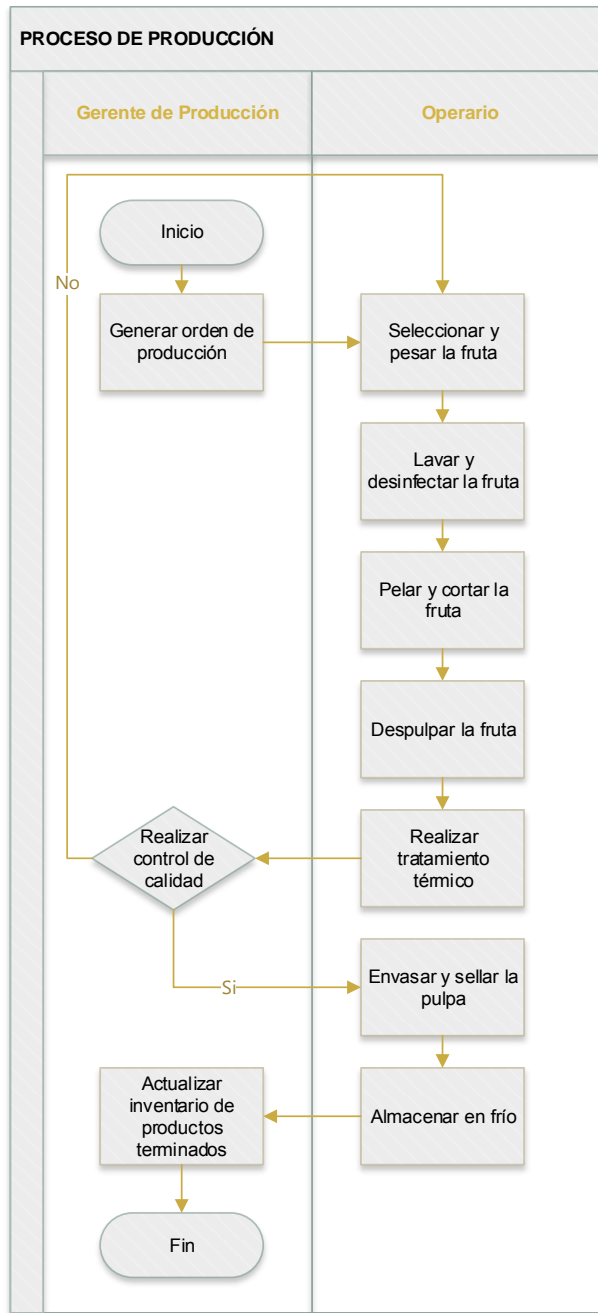 PROCESO DE PRODUCCIÓN
Gerente de Producción
Operario
Inicio
No
Generar orden de
producción
Seleccionar y
pesar la fruta
Lavar y
desinfectar la fruta
Pelar y cortar la
fruta
Despulpar la fruta
Realizar
control de
calidad
Realizar
tratamiento
térmico
Si
Envasar y sellar la
pulpa
Actualizar
inventario de
productos
terminados
Almacenar en frío
Fin